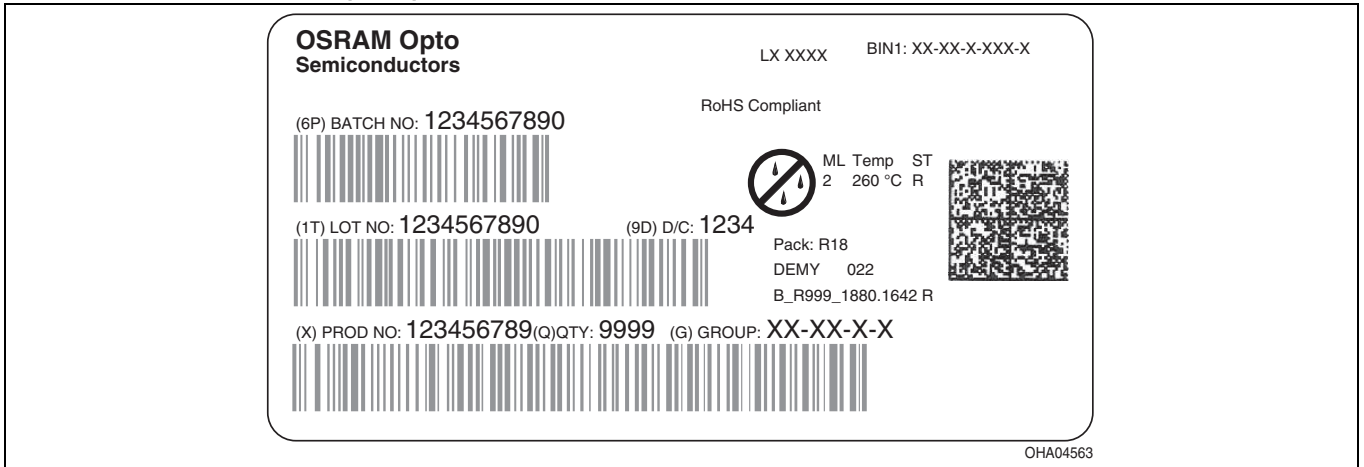 OSRAM Opto
Semiconductors
LX XXXX
BIN1: XX-XX-X-XXX-X
RoHS Compliant
(6P) BATCH NO: 1234567890
ML Temp ST
2 260 °C R
(1T) LOT NO: 1234567890 (9D) D/C: 1234
Pack: R18
DEMY 022
B_R999_1880.1642 R
(X) PROD NO: 123456789(Q)QTY: 9999 (G) GROUP: XX-XX-X-X
OHA04563